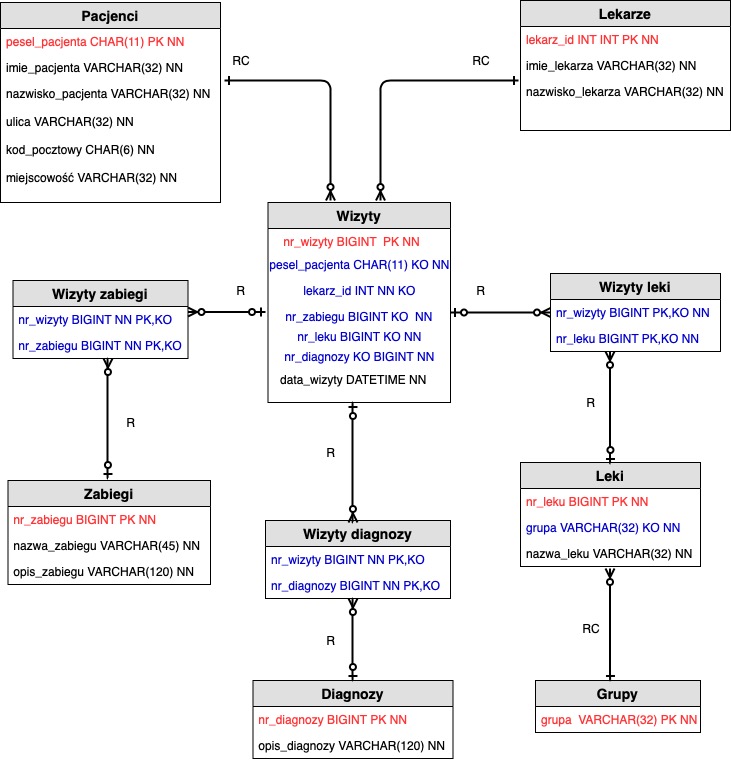 Pacjenci
pesel_pacjenta CHAR(11) PK NN
imie_pacjenta VARCHAR(32) NN
nazwisko_pacjenta VARCHAR(32) NN
ulica VARCHAR(32) NN
kod_pocztowy CHAR(6) NN
miejscowość VARCHAR(32) NN
RC
RC
Lekarze
lekarz_id INT INT PK NN
imie_lekarza VARCHAR(32) NN
nazwisko_lekarza VARCHAR(32) NN
Wizyty
nr_wizyty BIGINT PK NN
pesel_pacjenta CHAR(11) KO NN
lekarz_id INT NN KO
nr_zabiegu BIGINT KO NN
nr_leku BIGINT KO NN
nr_diagnozy KO BIGINT NN
data_wizyty DATETIME NN
Wizyty zabiegi
nr_wizyty BIGINT NN PK,KO
nr_zabiegu BIGINT NN PK,KO
R
R
Wizyty leki
nr_wizyty BIGINT PK,KO NN
nr_leku BIGINT PK,KO NN
R
R
R
Zabiegi
nr_zabiegu BIGINT PK NN
nazwa_zabiegu VARCHAR(45) NN
opis_zabiegu VARCHAR(120) NN
Leki
nr_leku BIGINT PK NN
grupa VARCHAR(32) KO NN
nazwa_leku VARCHAR(32) NN
Wizyty diagnozy
nr_wizyty BIGINT NN PK,KO
nr_diagnozy BIGINT NN PK,KO
R
RC
Diagnozy
nr_diagnozy BIGINT PK NN
opis_diagnozy VARCHAR(120) NN
Grupy
grupa VARCHAR(32) PK NN